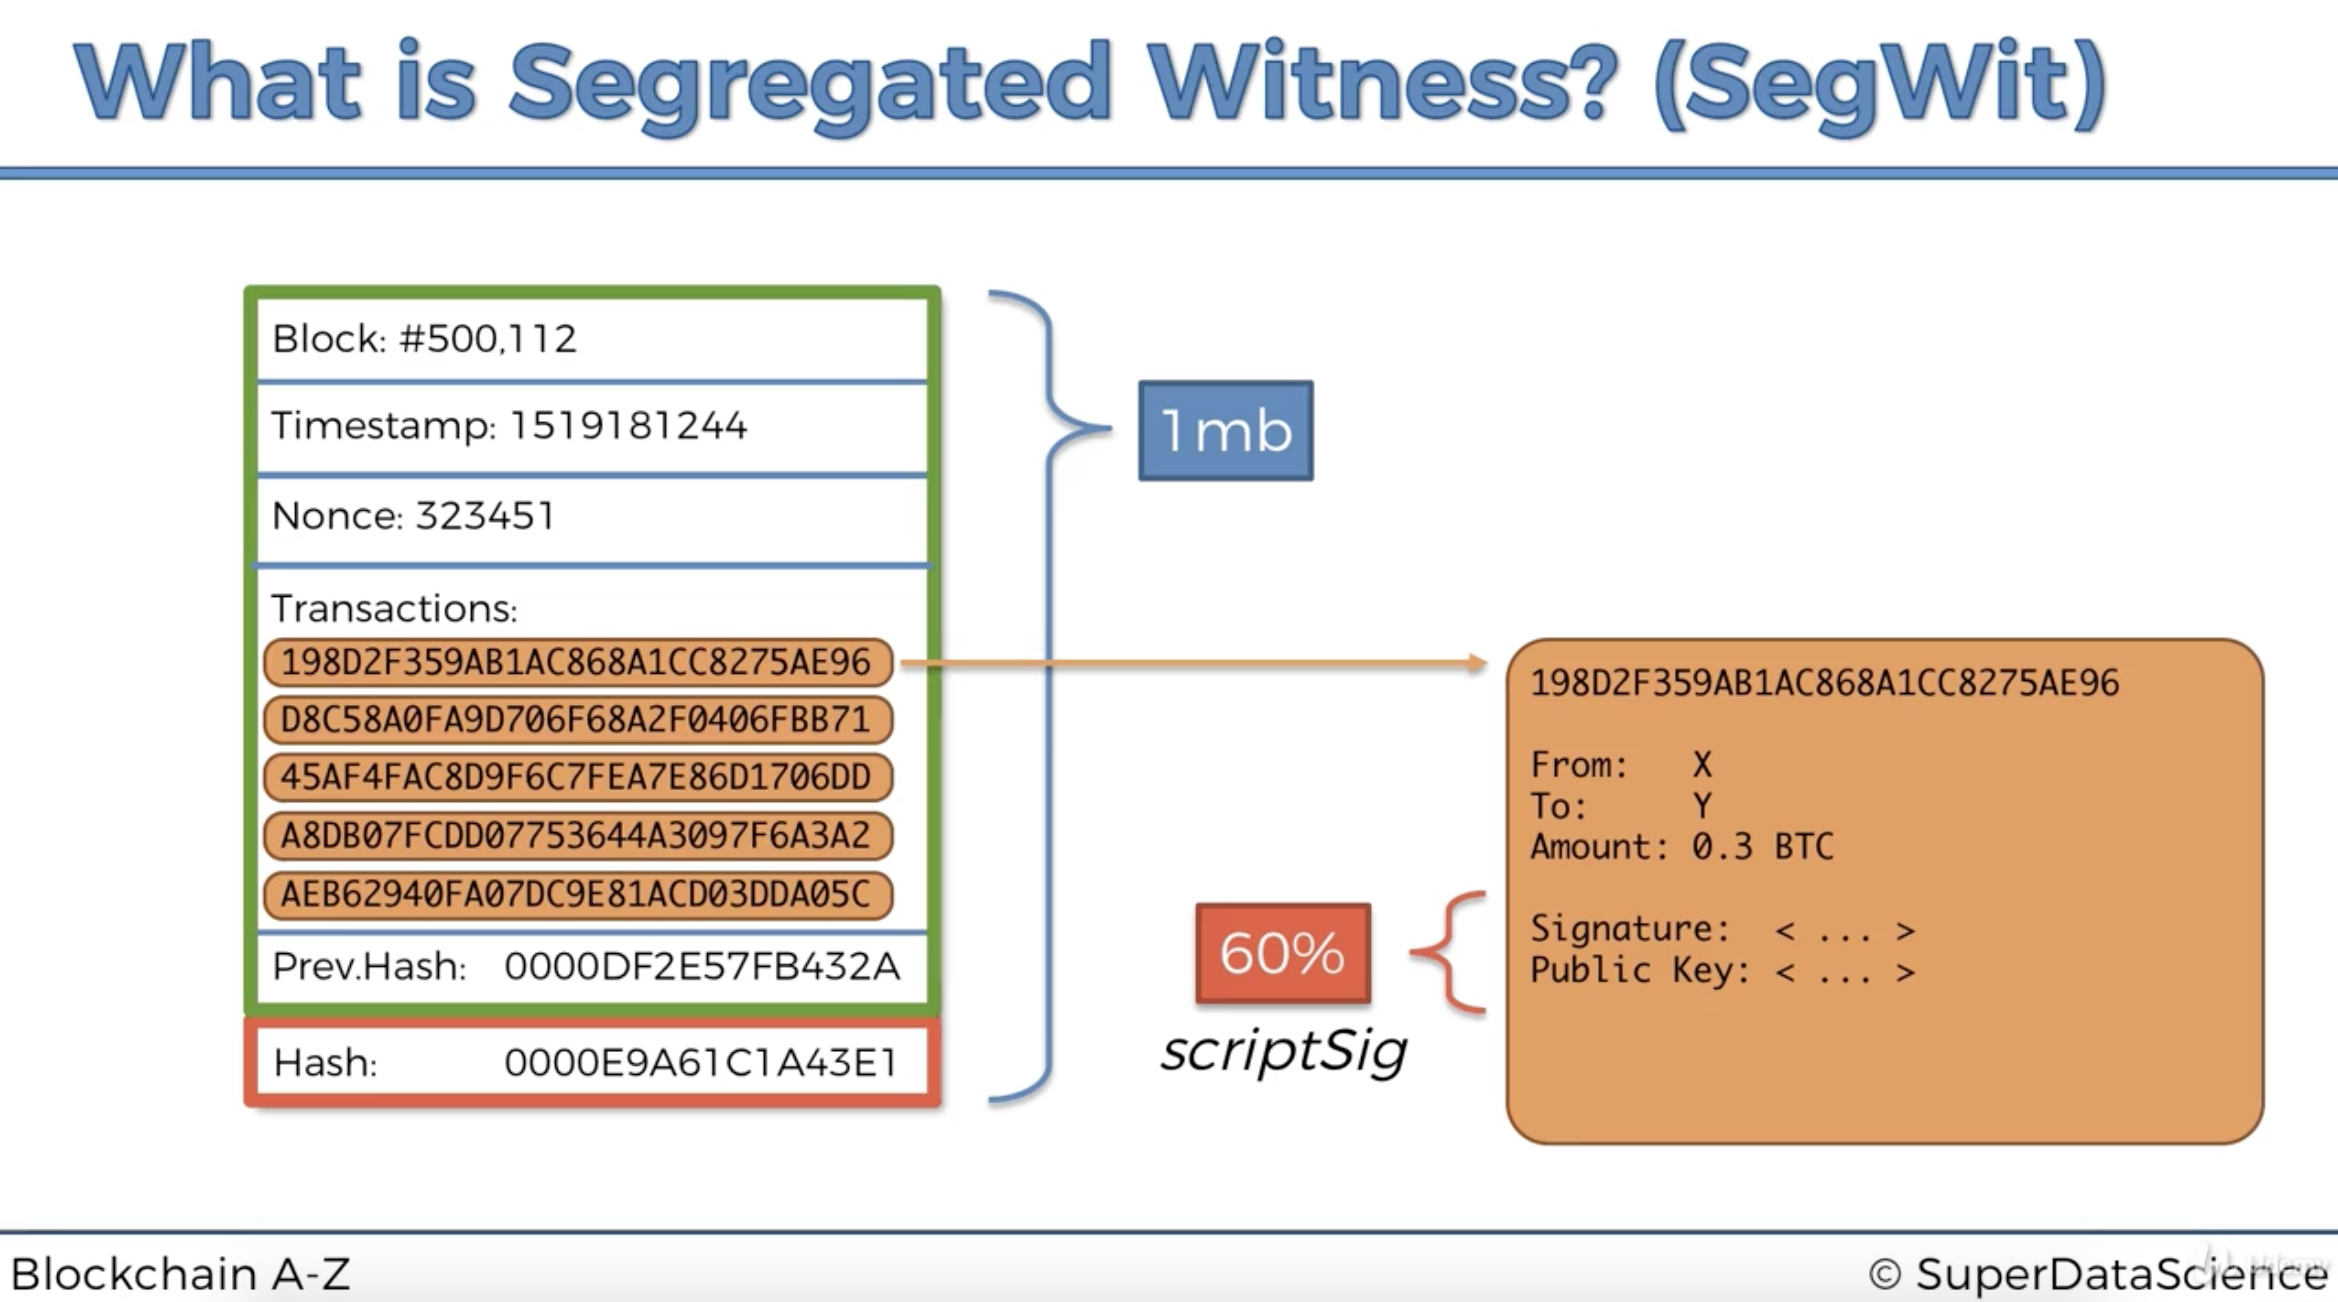 What is Segregated Witness? (SegWit)
Block: #500,112
Timestamp: 1519181244
Nonce: 323451
Transactions:
198D2F359AB1AC868A1CC8275AE96
D8C58A0FA9D706F68A2F0406FBB71
45AF4FAC8D9F6C7FEA7E86D1706DD
A8DB07FCDD07753644A3097F6A3A2
AEB62940FA07DC9E81ACD03DDA05C
Prev.Hash: 0000DF2E57FB432A
Hash: 0000E9A61C1A43E1
1mb
60%
scriptSig
198D2F359AB1AC868A1CC8275AE96
From: X
To: Y
Amount: 0.3 BTC
Signature: < ... >
Public Key: < ... >
Blockchain A-Z
© SuperDataScience
Udemy